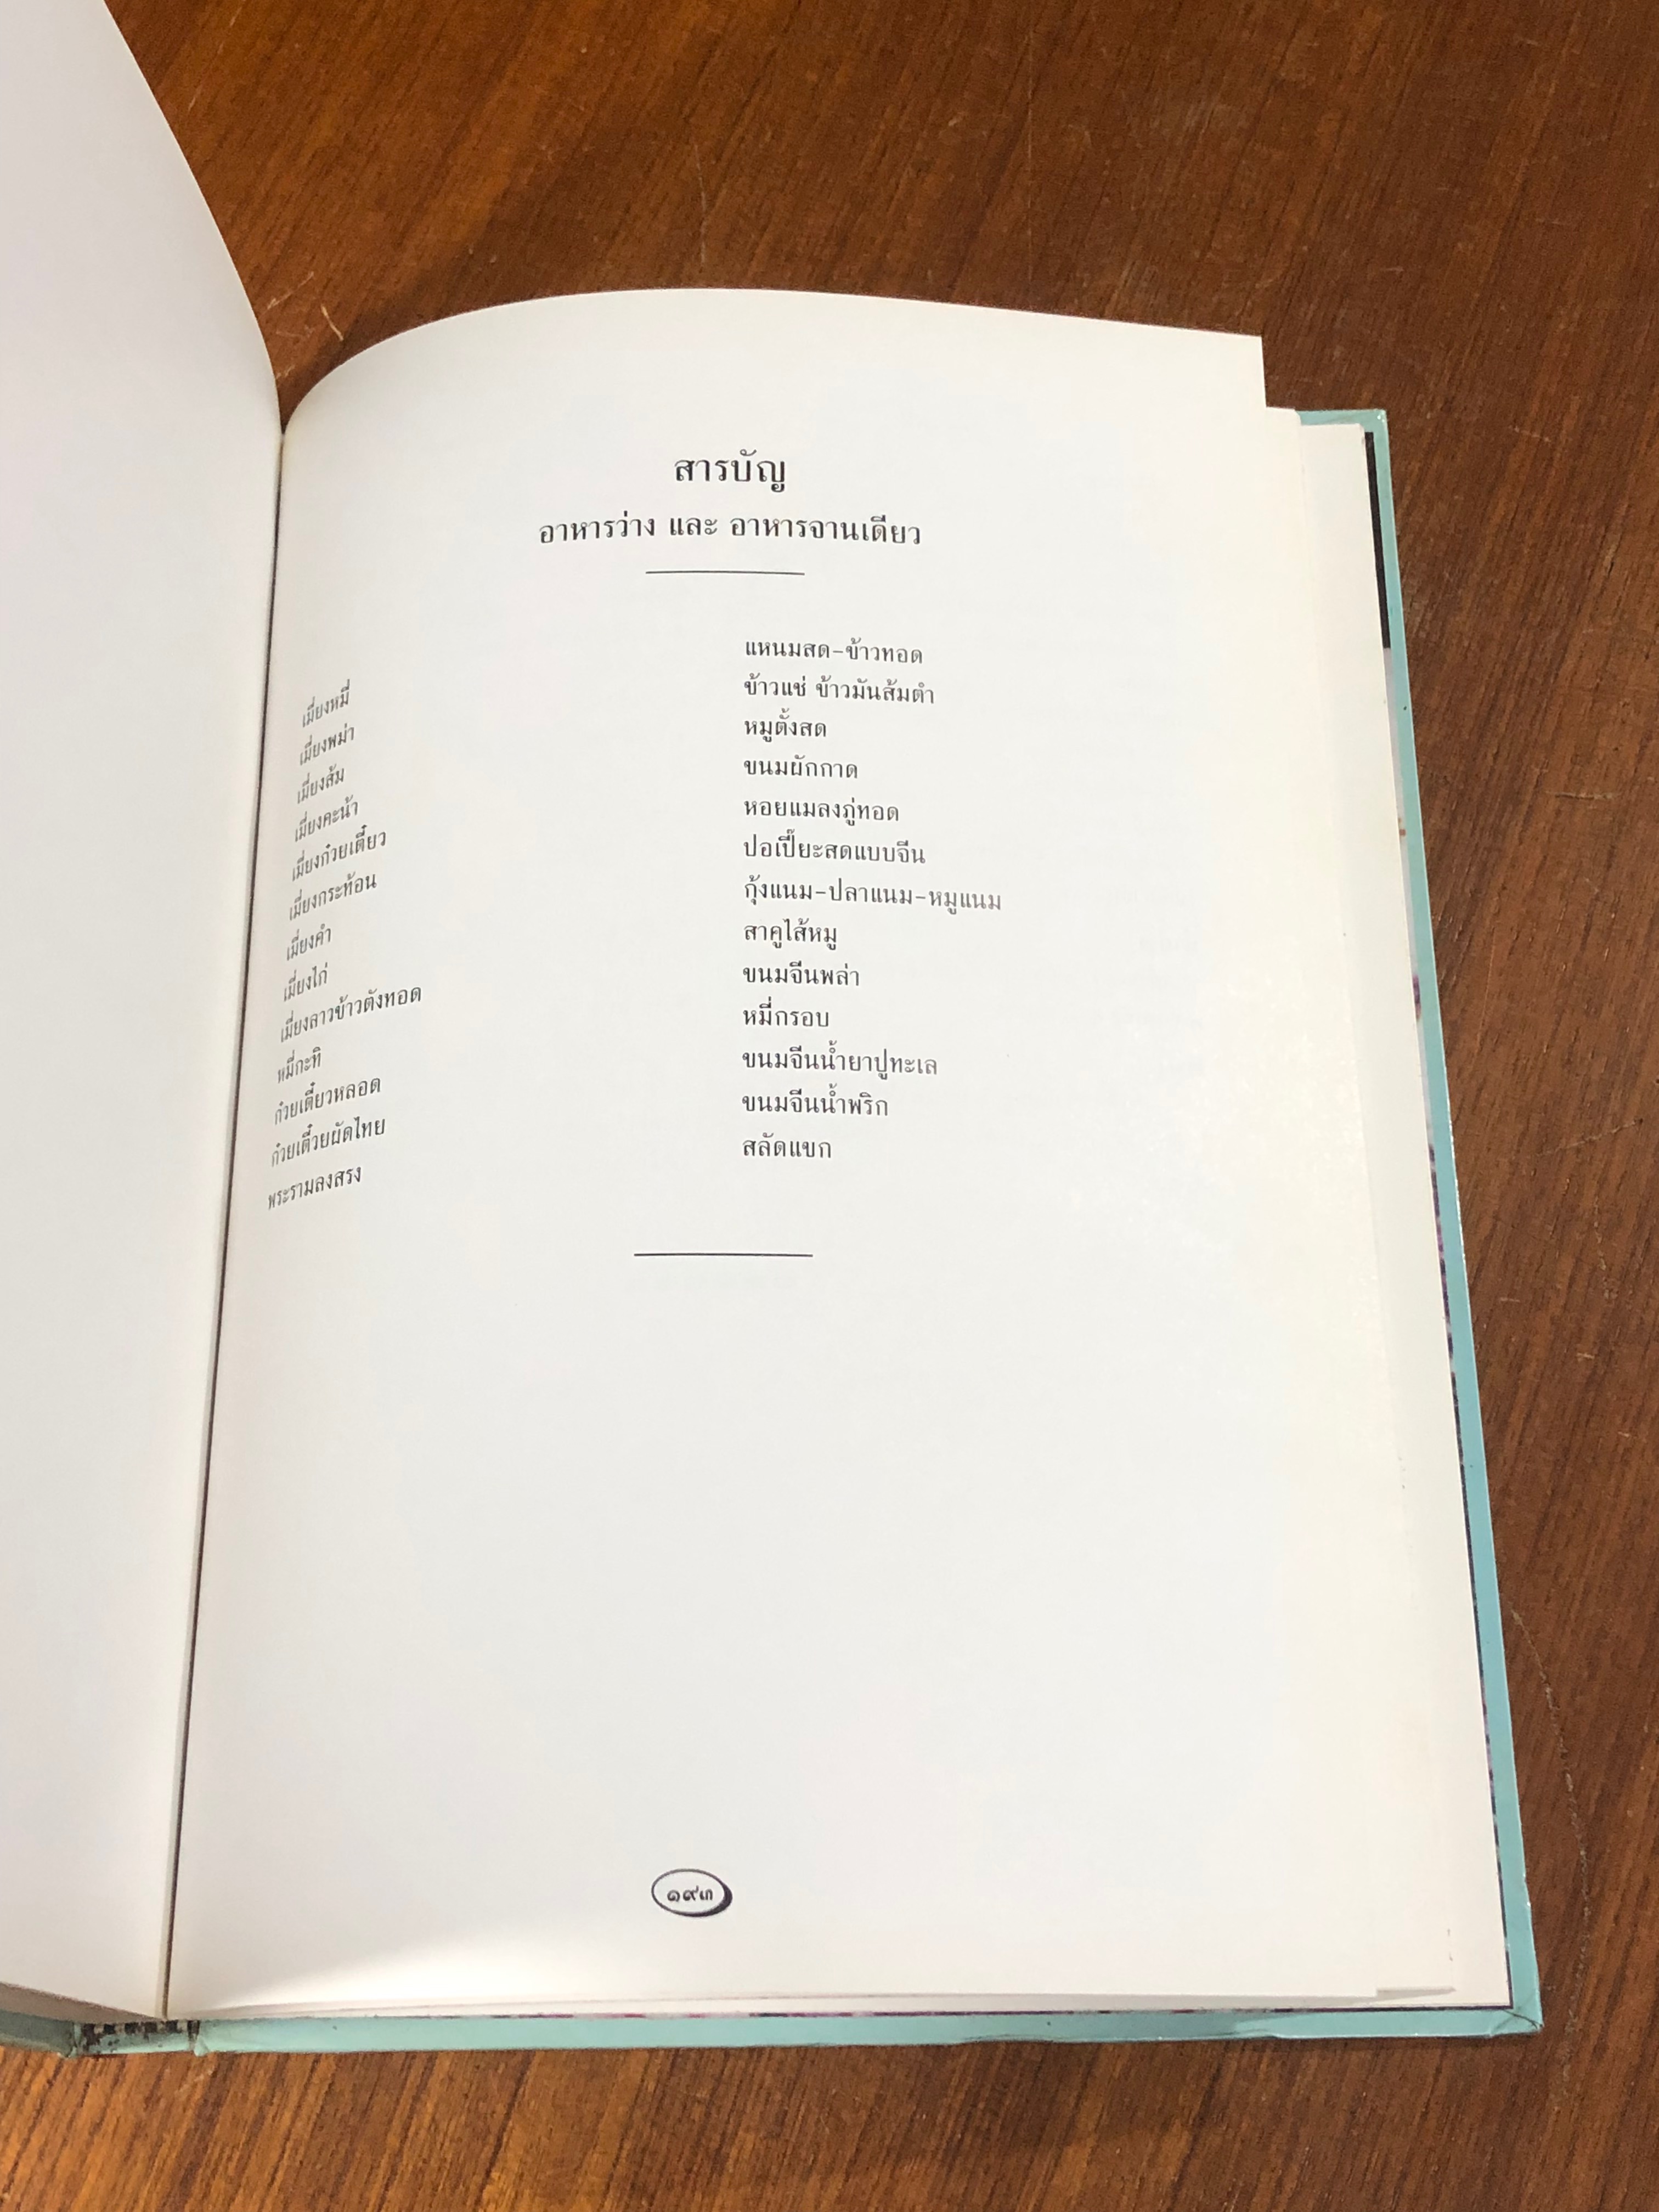 สารบัญ
อาหารว่าง และ อาหารจานเดียว
เมี่ยงหมี่
เมี่ยงพม่า
เมี่ยงส้ม
เมี่ยงคะน้า
เมี่ยงก๋วยเตี๋ยว
เมี่ยงกระท้อน
เมี่ยงคำ
เมี่ยงไก่
เมี่ยงลาวข้าวตังทอด
หมี่กะทิ
ก๋วยเตี๋ยวหลอด
ก๋วยเตี๋วยผัดไทย
พระรามลงสรง
แหนมสด-ข้าวทอด
ข้าวแช่ ข้าวมันส้มตำ
หมูตั้งสด
ขนมผักกาด
หอยแมลงภู่ทอด
ปอเปี๊ยะสดแบบจีน
กุ้งแนม-ปลาแนม-หมูแนม
สาคูไส้หมู
ขนมจีนพล่า
หมี่กรอบ
ขนมจีนน้ำยาปูทะเล
ขนมจีนน้ำพริก
สลัดแขก